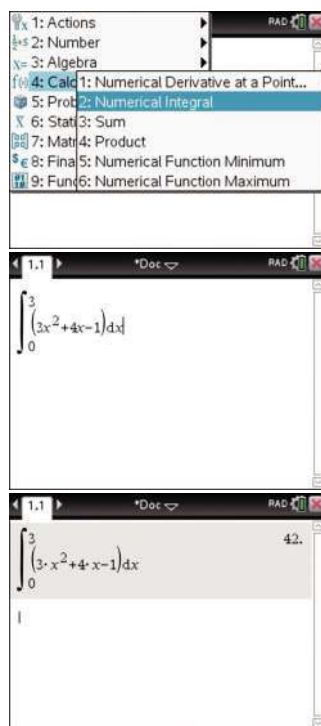 1: Actions RAD
2: Number
3: Algebra
4: Calc 1: Numerical Derivative at a Point...
5: Prob 2: Numerical Integral
6: Stati 3: Sum
7: Matr 4: Product
8: Fina 5: Numerical Function Minimum
9: Func 6: Numerical Function Maximum
1.1 *Doc RAD
∫₀³ (3x²+4x−1)dx
1.1 *Doc RAD
∫₀³ (3·x²+4·x−1)dx 42.